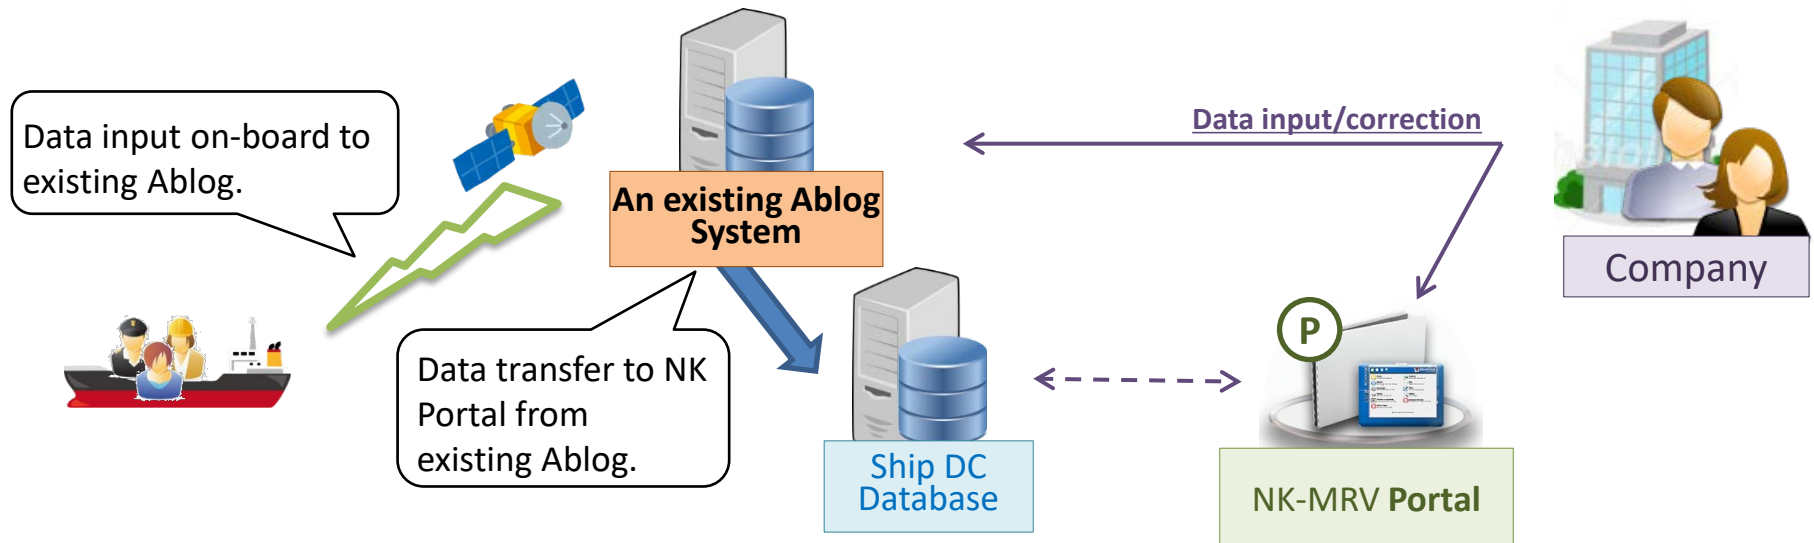 Data input on-board to
existing Ablog.
An existing Ablog
System
Data input/correction
Company
Data transfer to NK
Portal from
existing Ablog.
Ship DC
Database
P
NK-MRV Portal